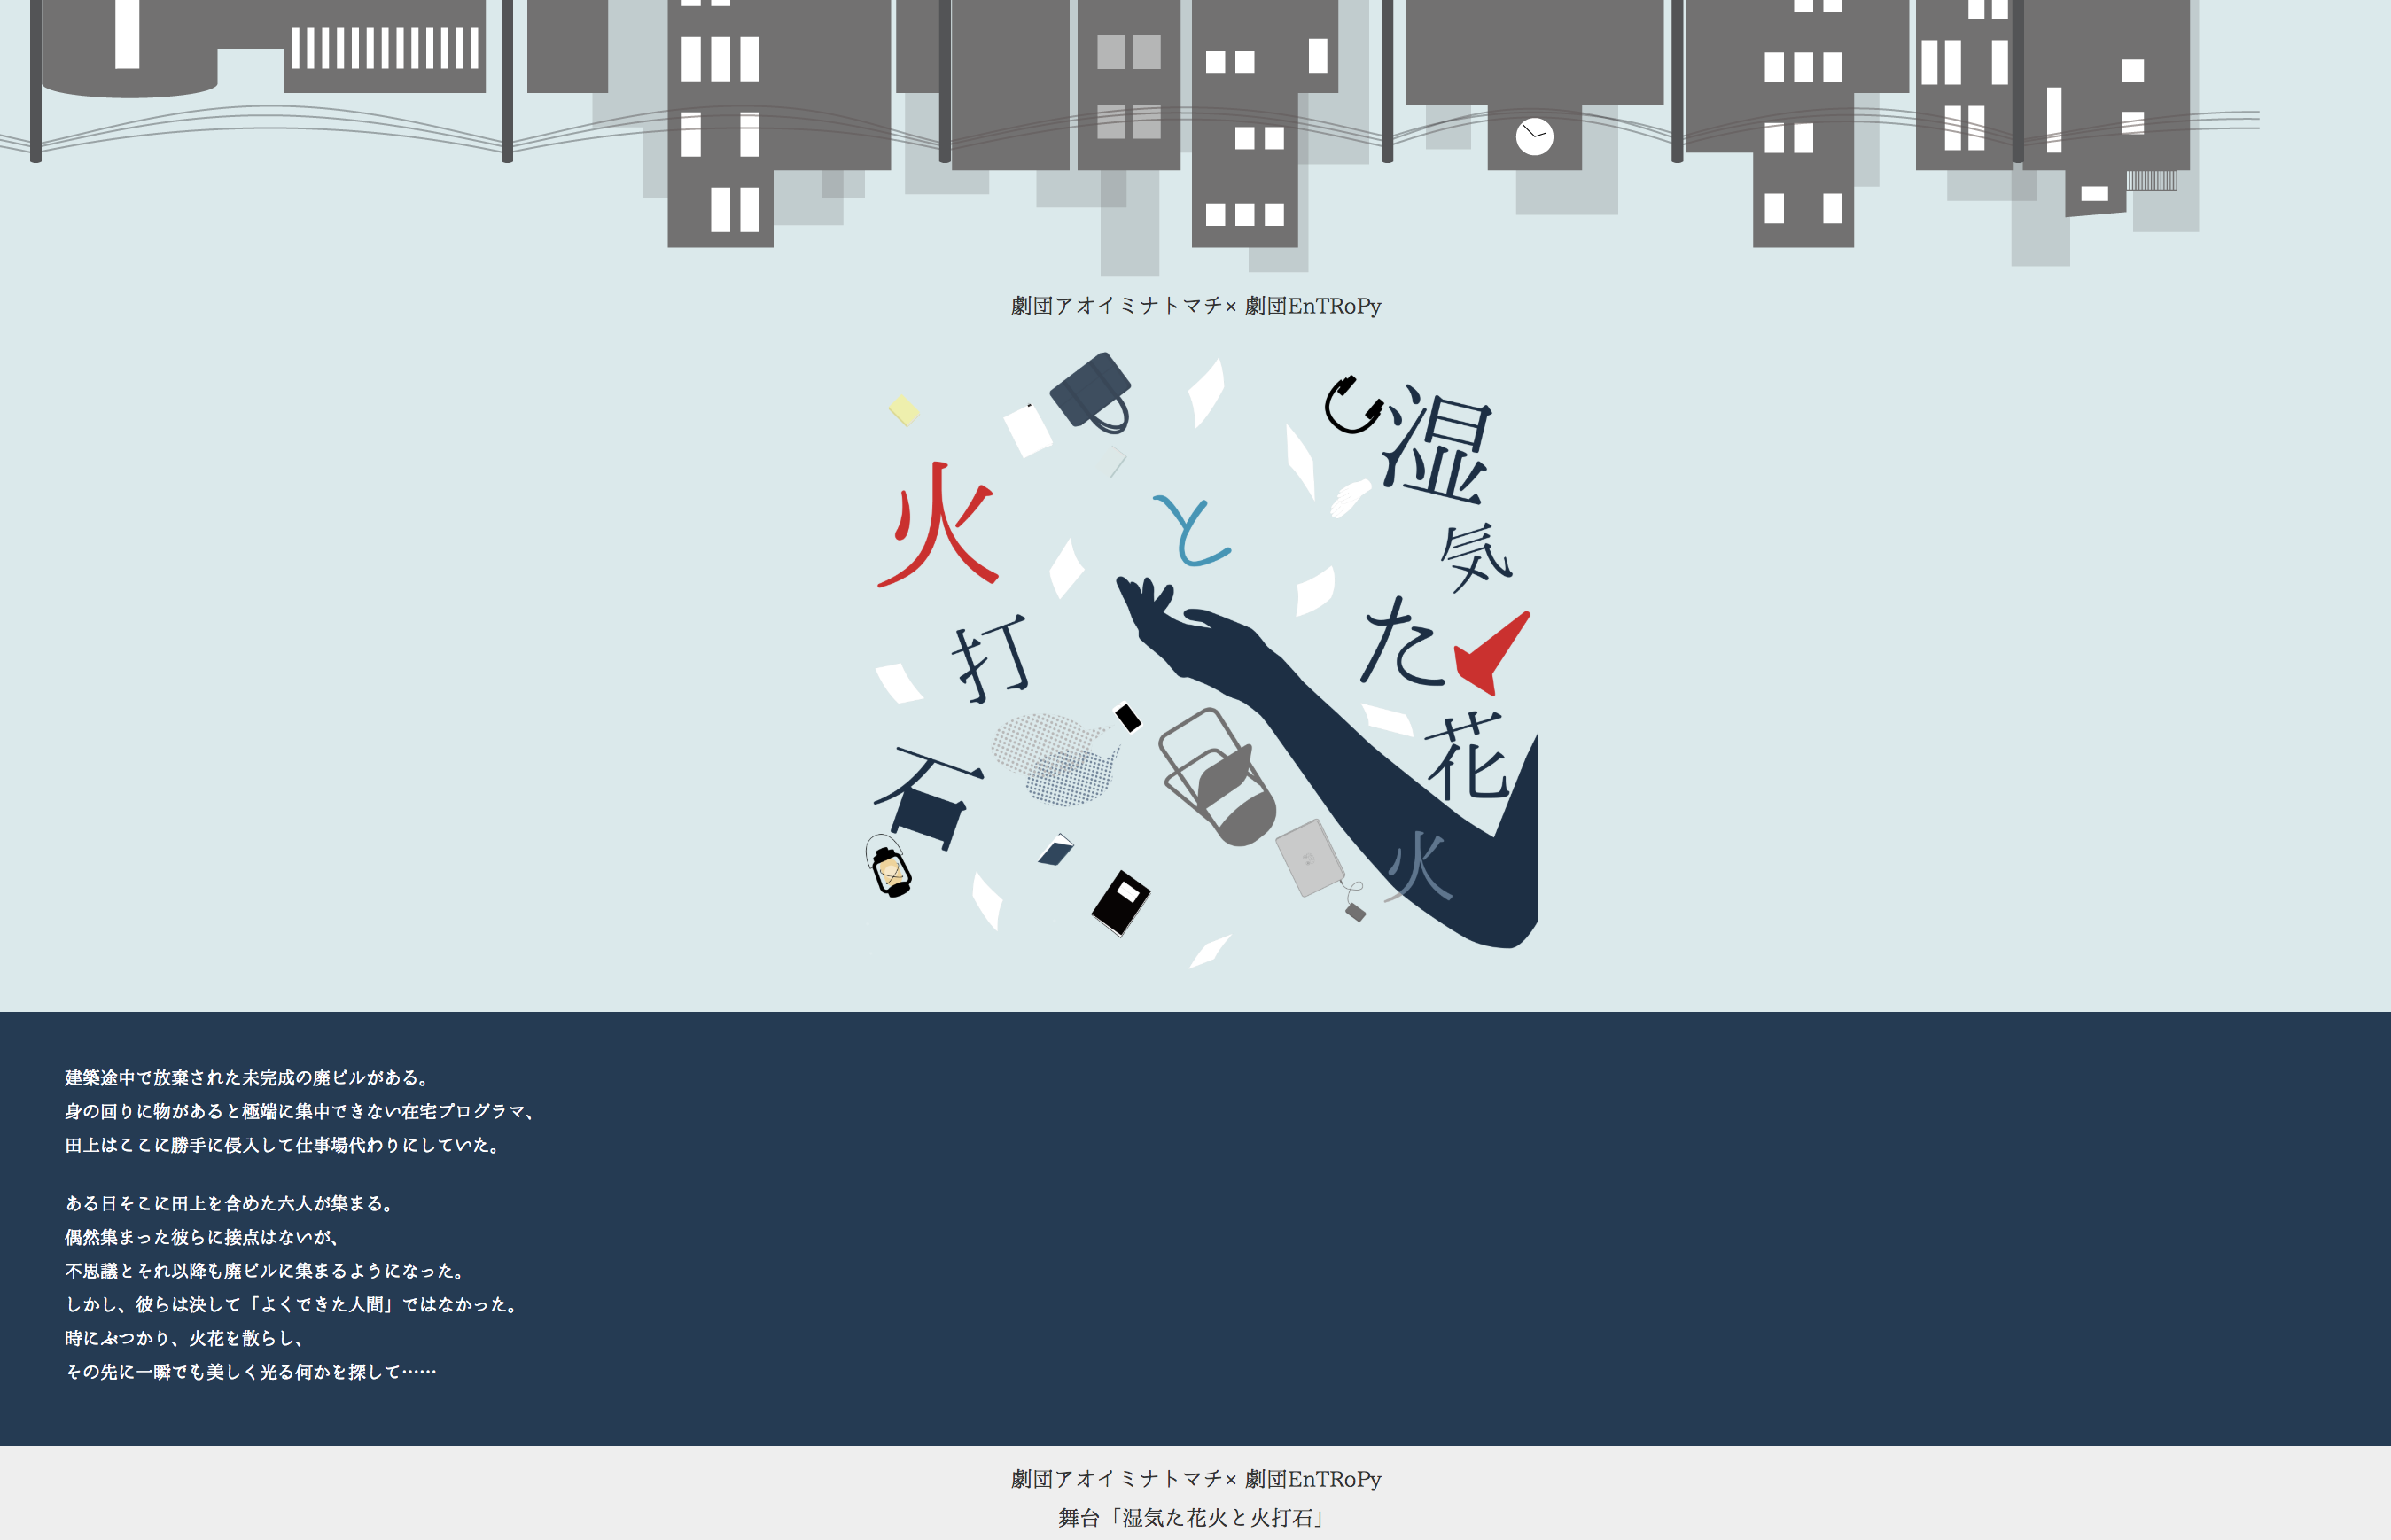 劇団アオイミナトマチ× 劇団EnTRoPy
湿気た花火
と
火打石
建築途中で放棄された未完成の廃ビルがある。
身の回りに物があると極端に集中できない在宅プログラマ、
田上はここに勝手に侵入して仕事場代わりにしていた。
ある日そこに田上を含めた六人が集まる。
偶然集まった彼らに接点はないが、
不思議とそれ以降も廃ビルに集まるようになった。
しかし、彼らは決して「よくできた人間」ではなかった。
時にぶつかり、火花を散らし、
その先に一瞬でも美しく光る何かを探して……
劇団アオイミナトマチ× 劇団EnTRoPy
舞台「湿気た花火と火打石」